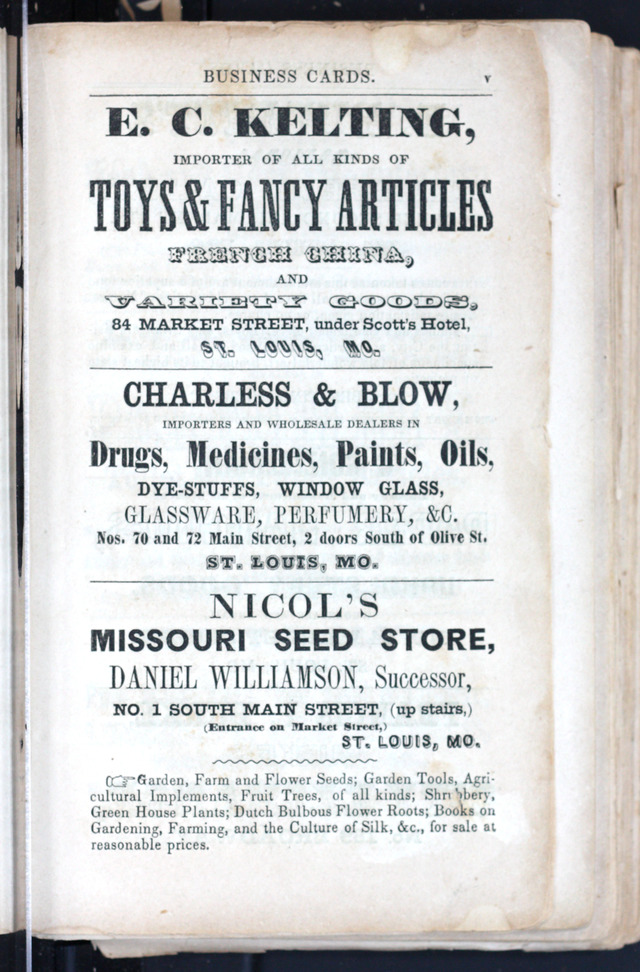 BUSINESS CARDS. v
E. C. KELTING,
IMPORTER OF ALL KINDS OF
TOYS & FANCY ARTICLES
FRENCH CHINA,
AND
VARIETY GOODS,
84 MARKET STREET, under Scott's Hotel,
ST. LOUIS, MO.
CHARLESS & BLOW,
IMPORTERS AND WHOLESALE DEALERS IN
Drugs, Medicines, Paints, Oils,
DYE-STUFFS, WINDOW GLASS,
GLASSWARE, PERFUMERY, &C.
Nos. 70 and 72 Main Street, 2 doors South of Olive St.
ST. LOUIS, MO.
NICOL'S
MISSOURI SEED STORE,
DANIEL WILLIAMSON, Successor,
NO. 1 SOUTH MAIN STREET, (up stairs,)
(Entrance on Market Street,)
ST. LOUIS, MO.
☞Garden, Farm and Flower Seeds; Garden Tools, Agri-
cultural Implements, Fruit Trees, of all kinds; Shrubbery,
Green House Plants; Dutch Bulbous Flower Roots; Books on
Gardening, Farming, and the Culture of Silk, &c., for sale at
reasonable prices.